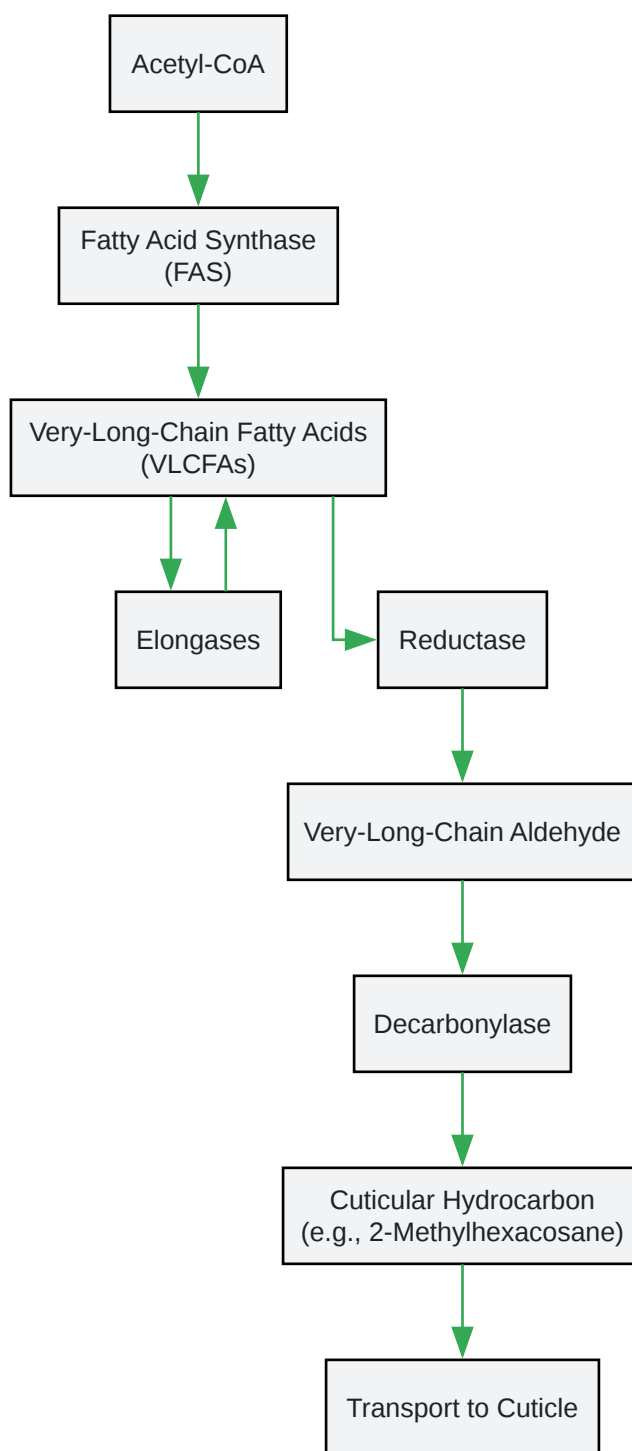 Acetyl-CoA
Fatty Acid Synthase
(FAS)
Very-Long-Chain Fatty Acids
(VLCFAs)
Elongases
Reductase
Very-Long-Chain Aldehyde
Decarbonylase
Cuticular Hydrocarbon
(e.g., 2-Methylhexacosane)
Transport to Cuticle